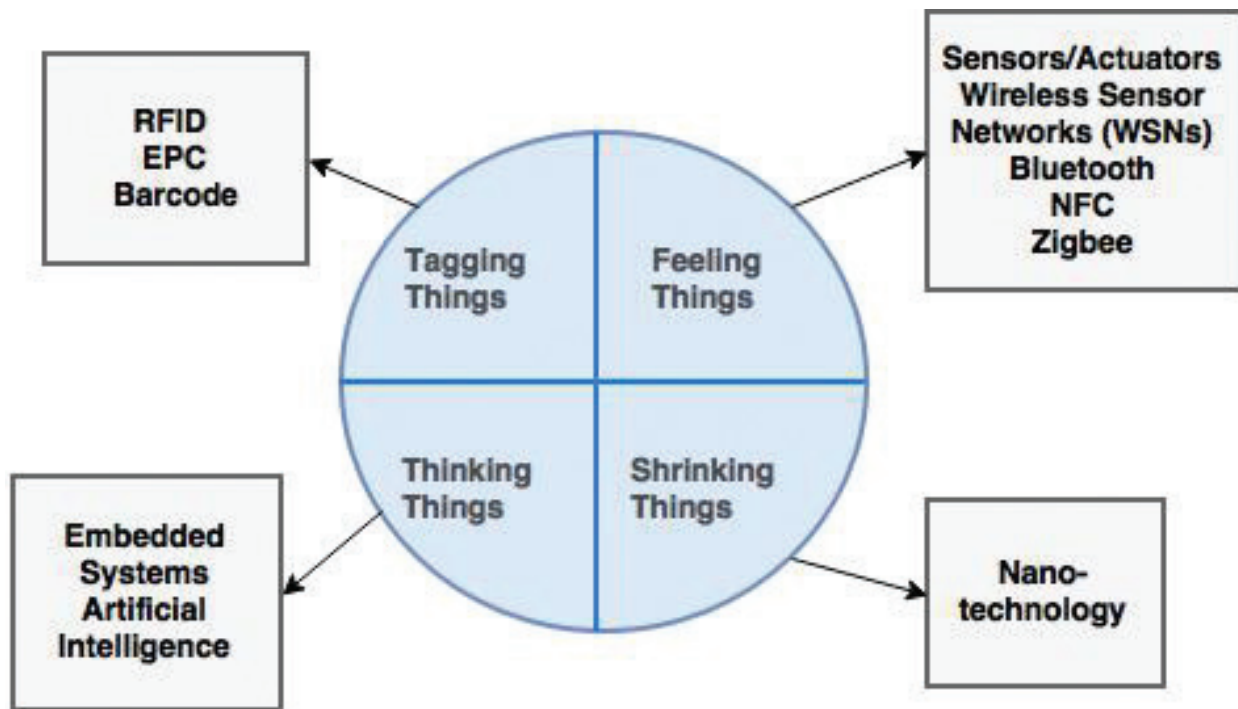 RFID
EPC
Barcode
Sensors/Actuators
Wireless Sensor
Networks (WSNs)
Bluetooth
NFC
Zigbee
Tagging
Things
Feeling
Things
Thinking
Things
Shrinking
Things
Embedded
Systems
Artificial
Intelligence
Nano-
technology